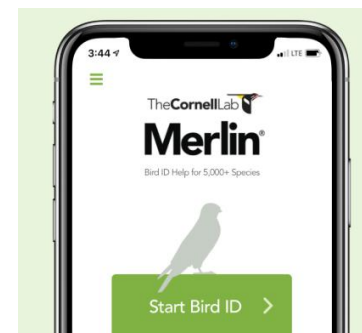 3:44 LTE
TheCornellLab
Merlin®
Bird ID Help for 5,000+ Species
Start Bird ID >